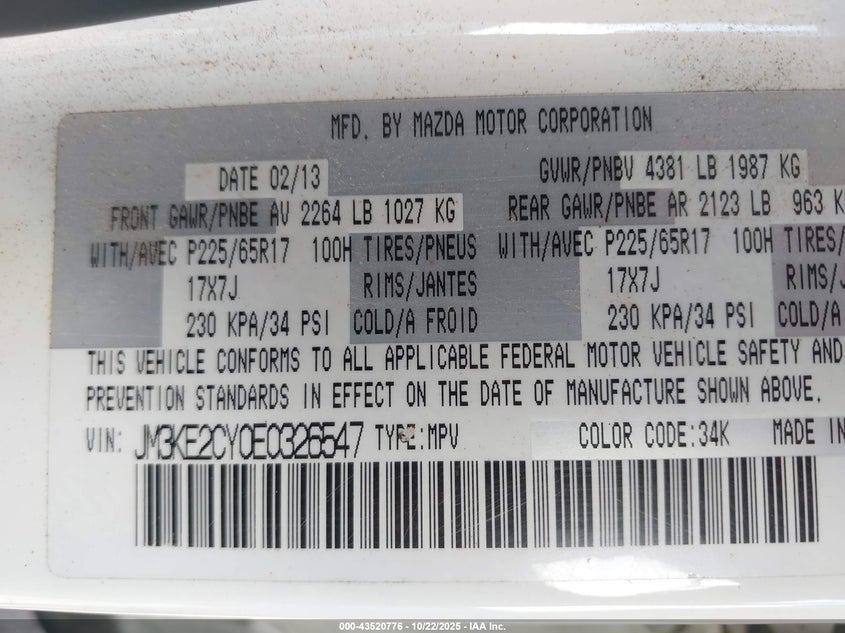 MFD. BY MAZDA MOTOR CORPORATION
DATE 02/13 GVWR/PNBV 4381 LB 1987 KG
FRONT GAWR/PNBE AV 2264 LB 1027 KG REAR GAWR/PNBE AR 2123 LB 963 K
WITH/AVEC P225/65R17 100H TIRES/PNEUS WITH/AVEC P225/65R17 100H TIRES/
17X7J RIMS/JANTES 17X7J RIMS/JA
230 KPA/34 PSI COLD/A FROID 230 KPA/34 PSI COLD/A
THIS VEHICLE CONFORMS TO ALL APPLICABLE FEDERAL MOTOR VEHICLE SAFETY AND
PREVENTION STANDARDS IN EFFECT ON THE DATE OF MANUFACTURE SHOWN ABOVE.
VIN: JM3KE2CY0E0326547 TYPE:MPV COLOR CODE:34K MADE IN
000-43520776 - 10/22/2025 - IAA Inc.